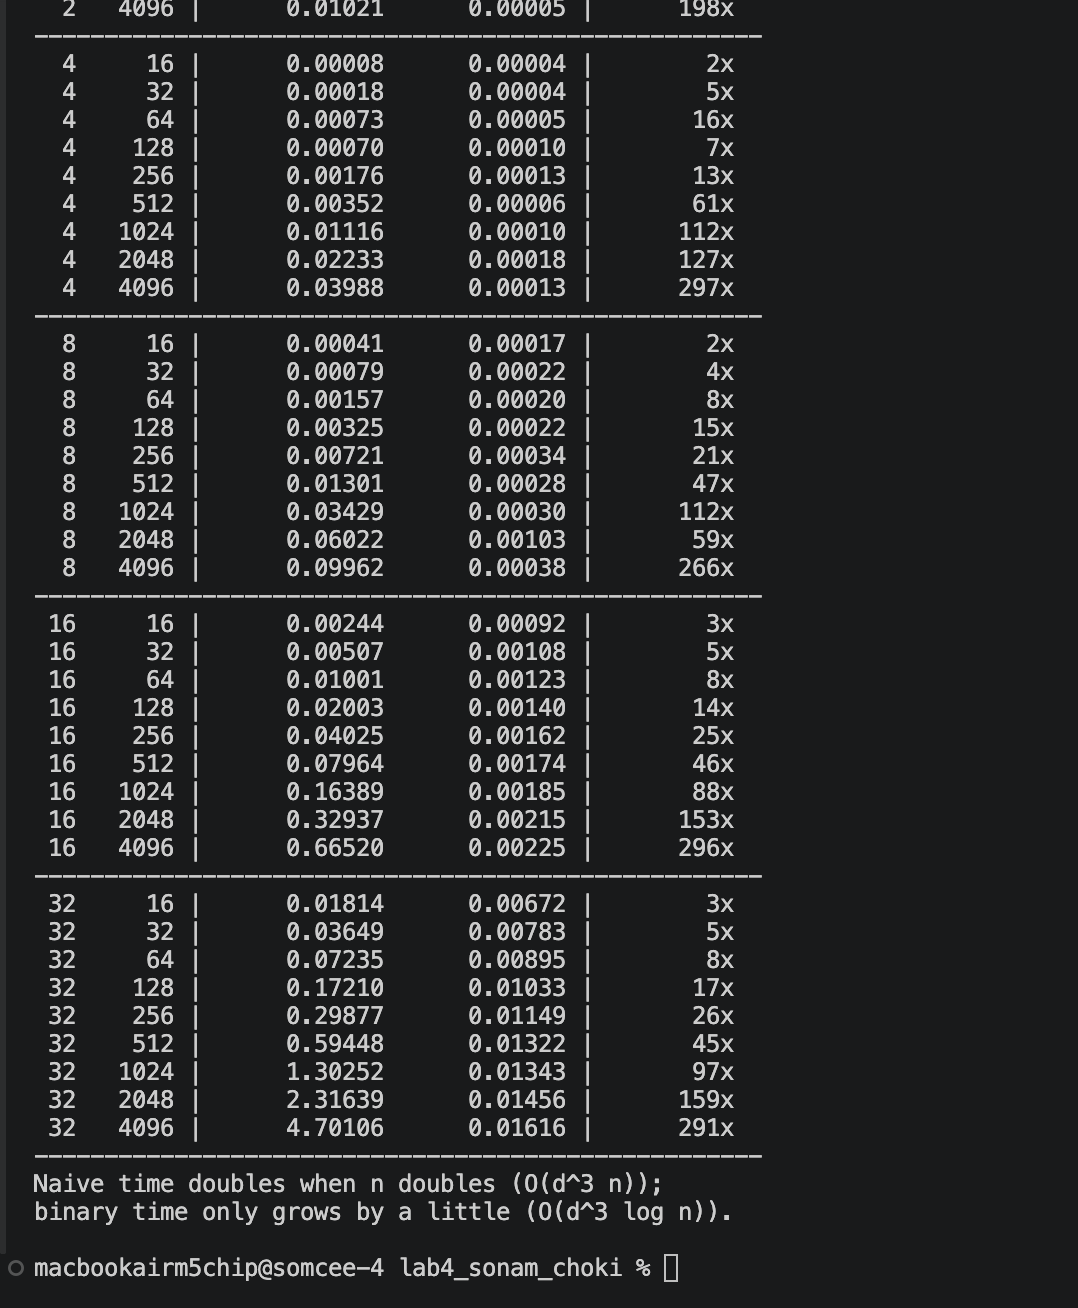 2 4096 | 0.01021 0.00005 | 198x
------------------------------------------------------
4 16 | 0.00008 0.00004 | 2x
4 32 | 0.00018 0.00004 | 5x
4 64 | 0.00073 0.00005 | 16x
4 128 | 0.00070 0.00010 | 7x
4 256 | 0.00176 0.00013 | 13x
4 512 | 0.00352 0.00006 | 61x
4 1024 | 0.01116 0.00010 | 112x
4 2048 | 0.02233 0.00018 | 127x
4 4096 | 0.03988 0.00013 | 297x
------------------------------------------------------
8 16 | 0.00041 0.00017 | 2x
8 32 | 0.00079 0.00022 | 4x
8 64 | 0.00157 0.00020 | 8x
8 128 | 0.00325 0.00022 | 15x
8 256 | 0.00721 0.00034 | 21x
8 512 | 0.01301 0.00028 | 47x
8 1024 | 0.03429 0.00030 | 112x
8 2048 | 0.06022 0.00103 | 59x
8 4096 | 0.09962 0.00038 | 266x
------------------------------------------------------
16 16 | 0.00244 0.00092 | 3x
16 32 | 0.00507 0.00108 | 5x
16 64 | 0.01001 0.00123 | 8x
16 128 | 0.02003 0.00140 | 14x
16 256 | 0.04025 0.00162 | 25x
16 512 | 0.07964 0.00174 | 46x
16 1024 | 0.16389 0.00185 | 88x
16 2048 | 0.32937 0.00215 | 153x
16 4096 | 0.66520 0.00225 | 296x
------------------------------------------------------
32 16 | 0.01814 0.00672 | 3x
32 32 | 0.03649 0.00783 | 5x
32 64 | 0.07235 0.00895 | 8x
32 128 | 0.17210 0.01033 | 17x
32 256 | 0.29877 0.01149 | 26x
32 512 | 0.59448 0.01322 | 45x
32 1024 | 1.30252 0.01343 | 97x
32 2048 | 2.31639 0.01456 | 159x
32 4096 | 4.70106 0.01616 | 291x
------------------------------------------------------
Naive time doubles when n doubles (O(d^3 n));
binary time only grows by a little (O(d^3 log n)).
macbookairm5chip@somcee-4 lab4_sonam_choki %